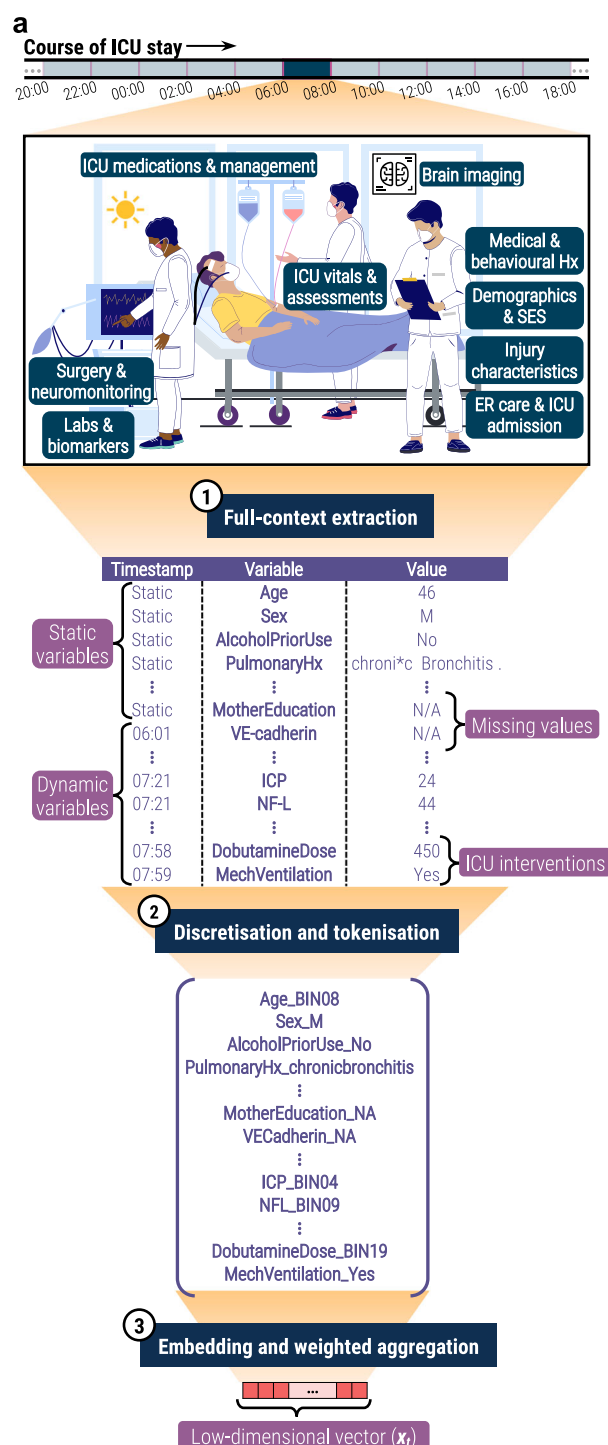 a
Course of ICU stay
20:00 22:00 00:00 02:00 04:00 06:00 08:00 10:00 12:00 14:00 16:00 18:00
ICU medications & management
Brain imaging
Medical &
behavioural Hx
ICU vitals &
assessments
Demographics
& SES
Injury
characteristics
Surgery &
neuromonitoring
ER care & ICU
admission
Labs &
biomarkers
1 Full-context extraction
Timestamp Variable Value
Static Age 46
Static Sex M
Static AlcoholPriorUse No
Static PulmonaryHx chroni*c Bronchitis .
Static
variables
Static MotherEducation N/A
06:01 VE-cadherin N/A
Missing values
Dynamic
variables
07:21 ICP 24
07:21 NF-L 44
07:58 DobutamineDose 450
07:59 MechVentilation Yes
ICU interventions
2 Discretisation and tokenisation
Age_BIN08
Sex_M
AlcoholPriorUse_No
PulmonaryHx_chronicbronchitis
MotherEducation_NA
VECadherin_NA
ICP_BIN04
NFL_BIN09
DobutamineDose_BIN19
MechVentilation_Yes
3 Embedding and weighted aggregation
...
Low-dimensional vector (xt)